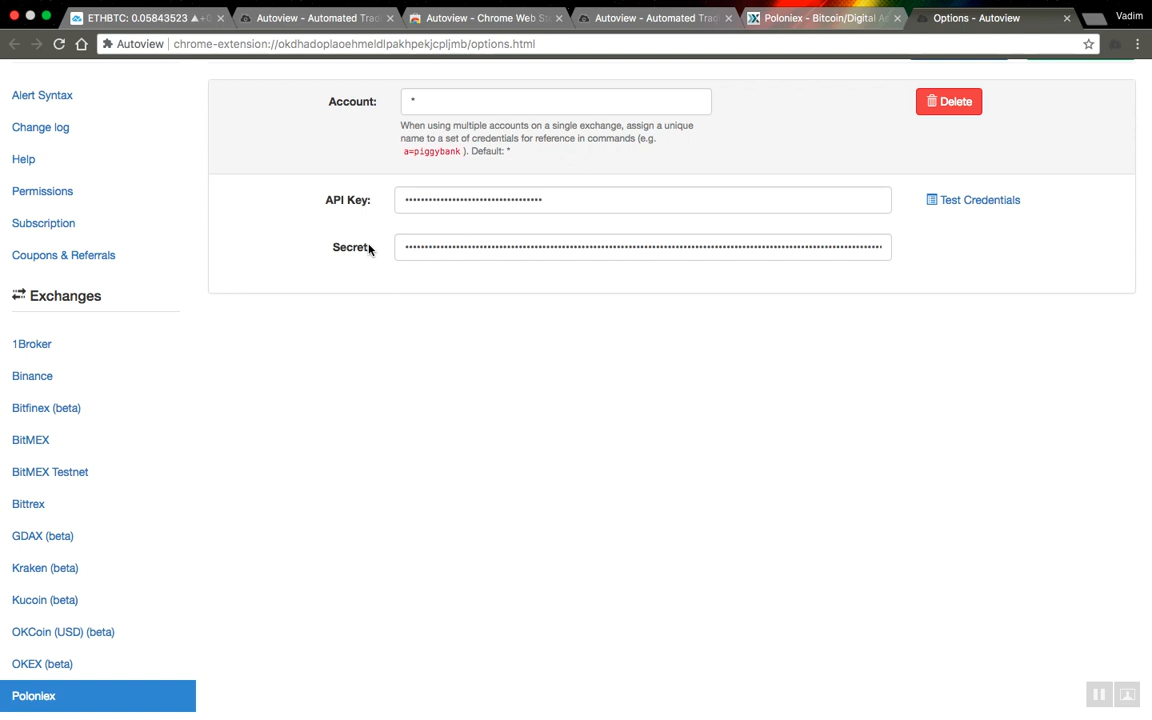 ETHBTC: 0.05843523 ▲+0
Autoview - Automated Trad
Autoview - Chrome Web St
Autoview - Automated Trad
Poloniex - Bitcoin/Digital As
Options - Autoview
Vadim
Autoview
chrome-extension://okdhadoplaoehmeldlpakhpekjcpljmb/options.html
Alert Syntax
Change log
Help
Permissions
Subscription
Coupons & Referrals
Exchanges
1Broker
Binance
Bitfinex (beta)
BitMEX
BitMEX Testnet
Bittrex
GDAX (beta)
Kraken (beta)
Kucoin (beta)
OKCoin (USD) (beta)
OKEX (beta)
Poloniex
Account:
*
Delete
When using multiple accounts on a single exchange, assign a unique
name to a set of credentials for reference in commands (e.g.
a=piggybank ). Default: *
API Key:
Test Credentials
Secret: